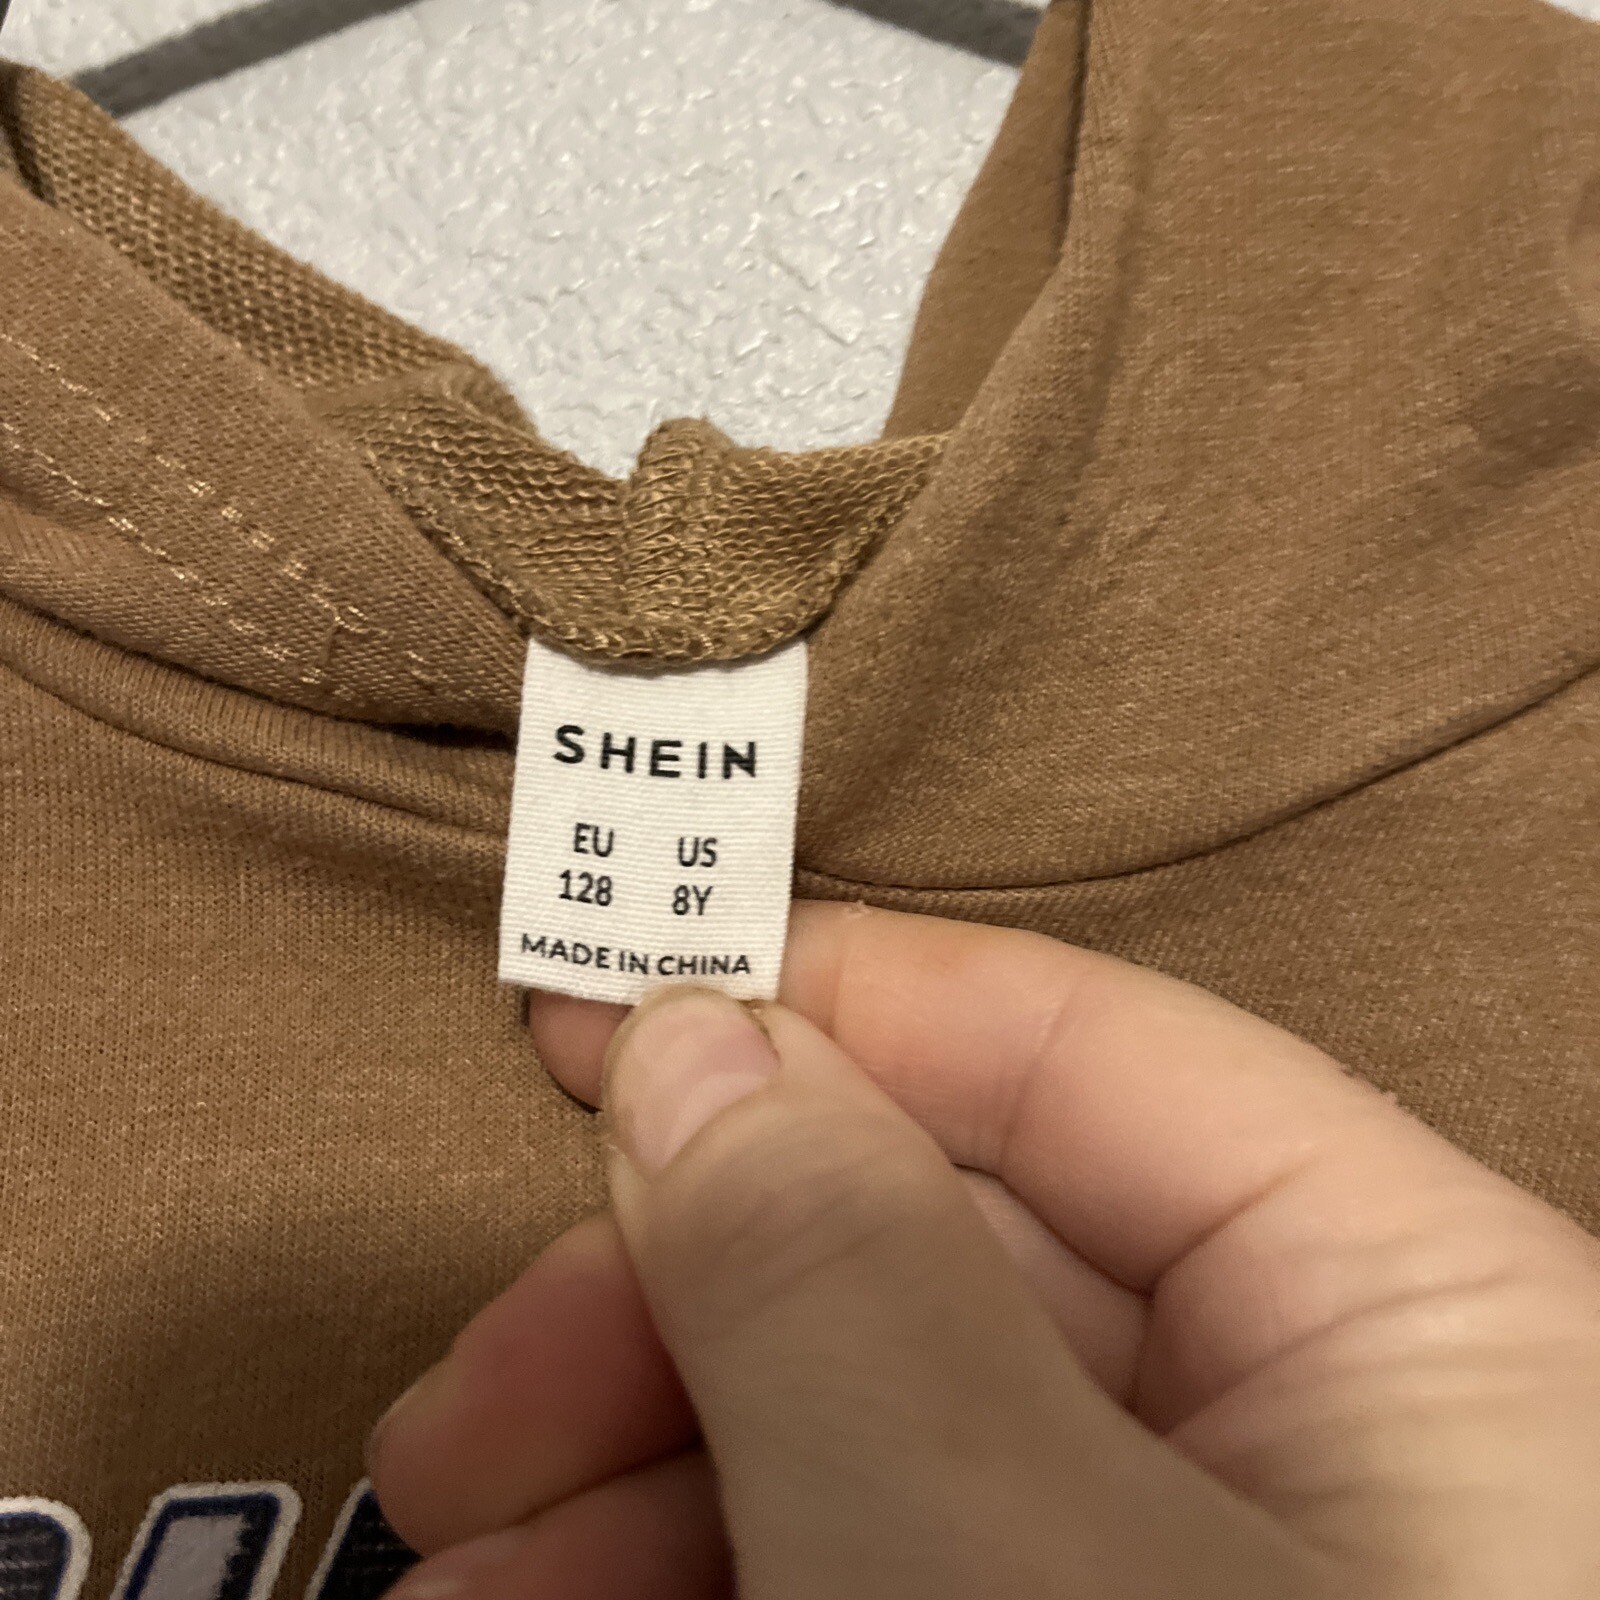 SHEIN
EU US
128 8Y
MADE IN CHINA